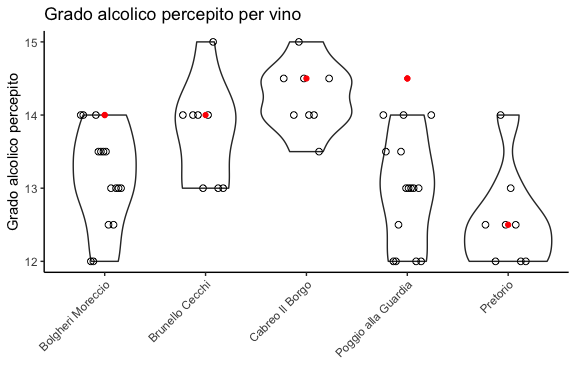 Grado alcolico percepito per vino
Grado alcolico percepito
15
14
13
12
Bolgheri Moreccio
Brunello Cecchi
Cabreo Il Borgo
Poggio alla Guardia
Pretorio